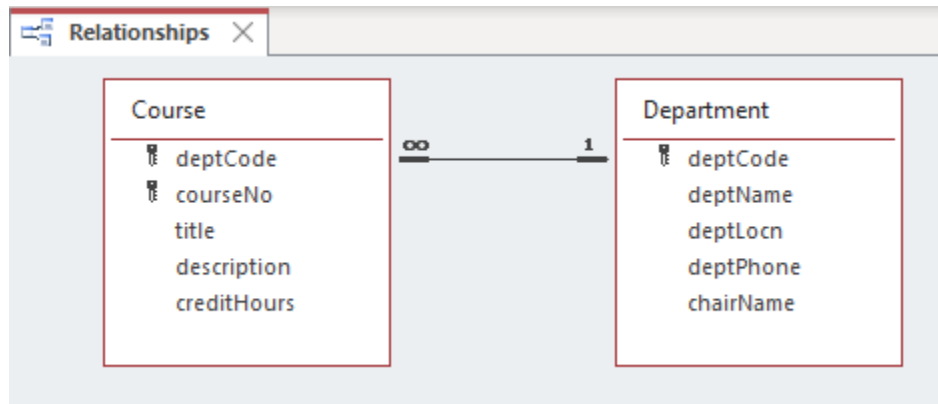 Relationships
Course
deptCode
courseNo
title
description
creditHours
∞
1
Department
deptCode
deptName
deptLocn
deptPhone
chairName